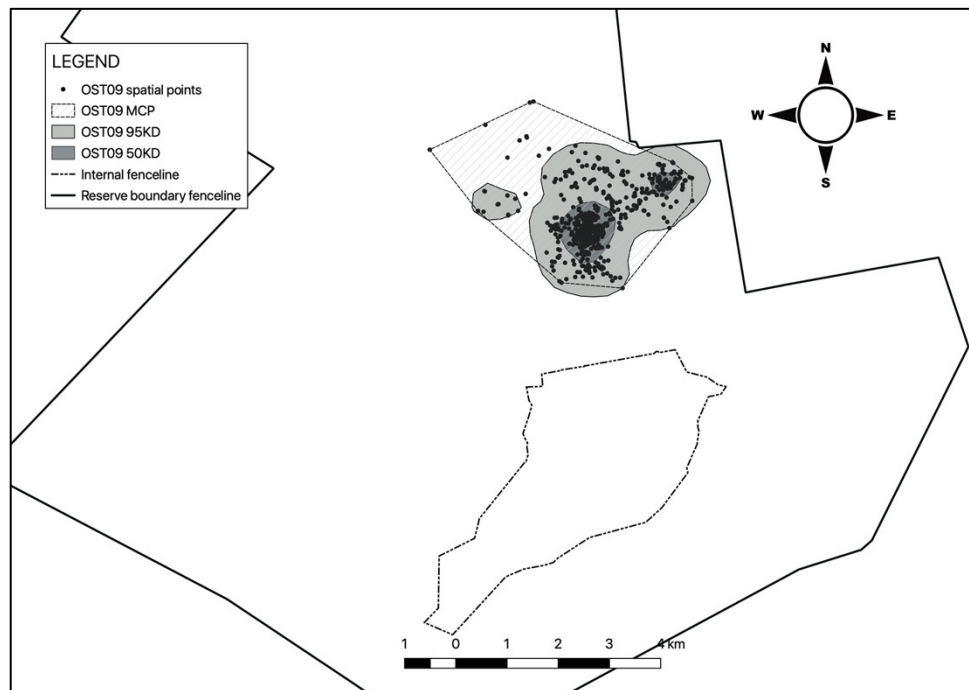 LEGEND
OST09 spatial points
OST09 MCP
OST09 95KD
OST09 50KD
Internal fenceline
Reserve boundary fenceline
N
W E
S
1 0 1 2 3 4 km